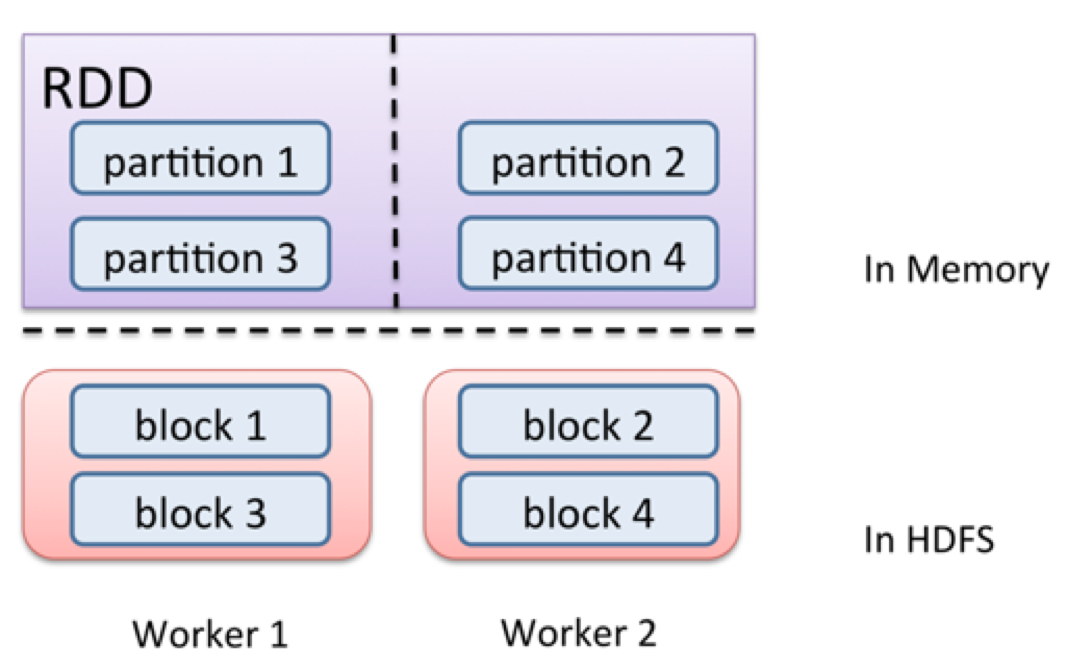 RDD
partition 1
partition 2
partition 3
partition 4
In Memory
block 1
block 2
block 3
block 4
In HDFS
Worker 1
Worker 2